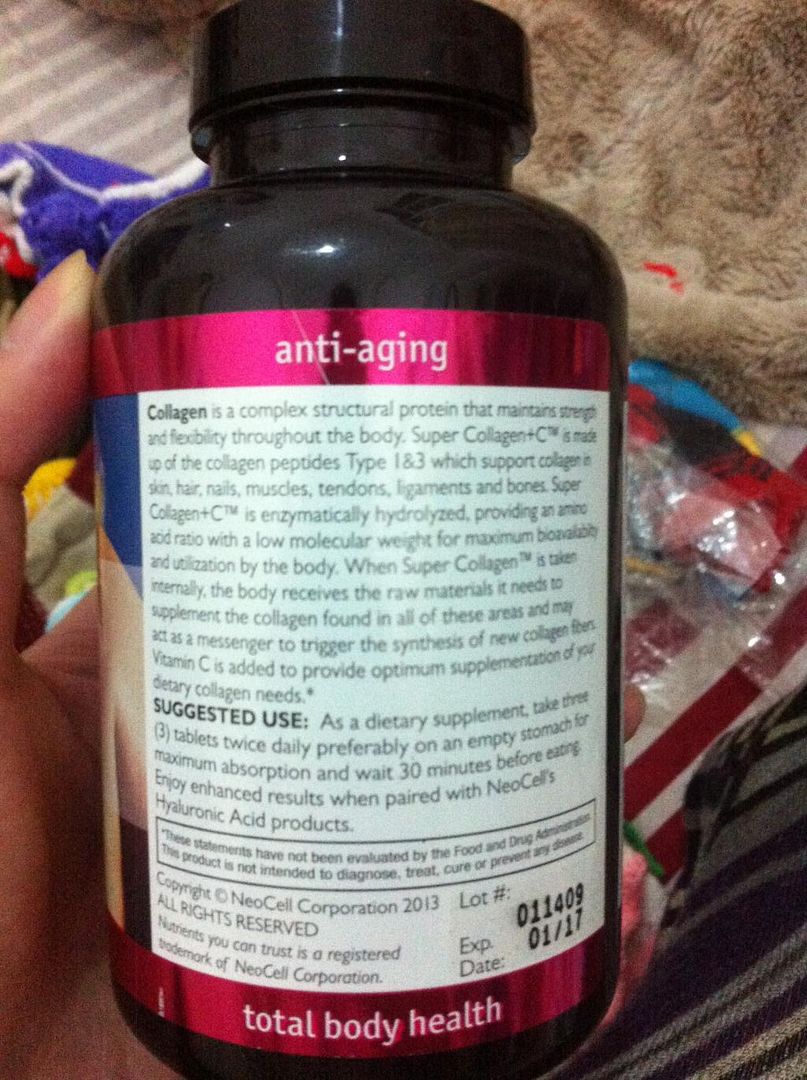 anti-aging
Collagen is a complex structural protein that maintains strength
and flexibility throughout the body. Super Collagen+C™ is made
up of the collagen peptides Type 1&3 which support collagen in
skin, hair, nails, muscles, tendons, ligaments and bones. Super
Collagen+C™ is enzymatically hydrolyzed, providing an amino
acid ratio with a low molecular weight for maximum bioavailability
and utilization by the body. When Super Collagen™ is taken
internally, the body receives the raw materials it needs to
supplement the collagen found in all of these areas and may
act as a messenger to trigger the synthesis of new collagen fibers.
Vitamin C is added to provide optimum supplementation of your
dietary collagen needs.*
SUGGESTED USE: As a dietary supplement, take three
(3) tablets twice daily preferably on an empty stomach for
maximum absorption and wait 30 minutes before eating.
Enjoy enhanced results when paired with NeoCell's
Hyaluronic Acid products.
*These statements have not been evaluated by the Food and Drug Administration.
This product is not intended to diagnose, treat, cure or prevent any disease.
Copyright © NeoCell Corporation 2013
ALL RIGHTS RESERVED
Nutrients you can trust is a registered
trademark of NeoCell Corporation.
Lot #: 011409
Exp. Date: 01/17
total body health